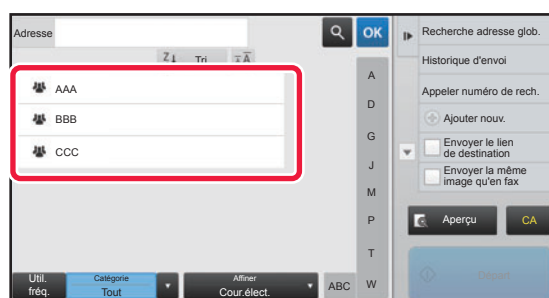 Adresse
OK
Z Tri A
AAA
BBB
CCC
A
D
G
J
M
P
T
W
Util. fréq.
Catégorie
Tout
Affiner
Cour.élect.
ABC
Recherche adresse glob.
Historique d'envoi
Appeler numéro de rech.
Ajouter nouv.
Envoyer le lien
de destination
Envoyer la même
image qu'en fax
Aperçu
CA
Départ